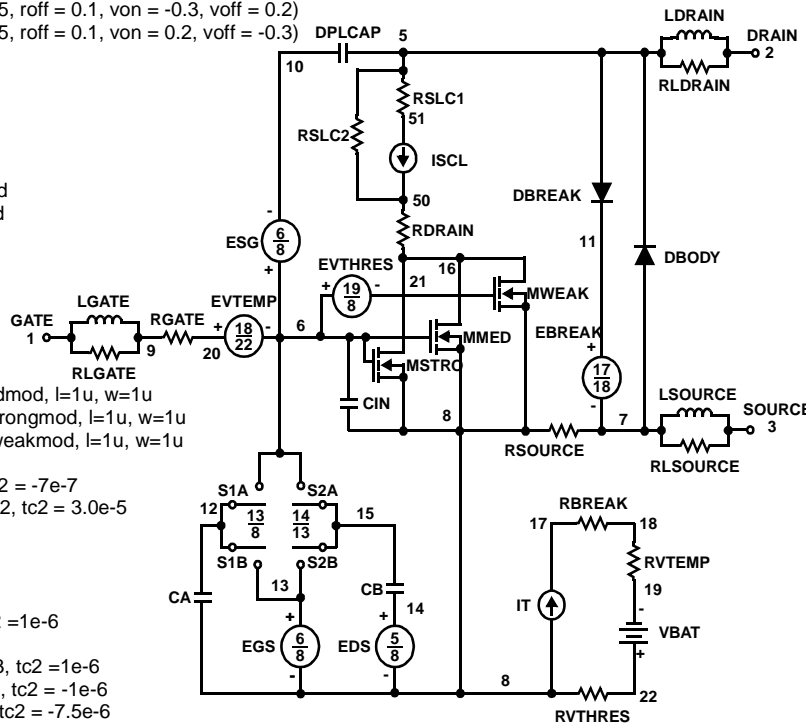 5, roff = 0.1, von = -0.3, voff = 0.2)
5, roff = 0.1, von = 0.2, voff = -0.3)
d
d
dmod, l=1u, w=1u
rongmod, l=1u, w=1u
veakmod, l=1u, w=1u
2 = -7e-7
2, tc2 = 3.0e-5
2 =1e-6
3, tc2 =1e-6
, tc2 = -1e-6
tc2 = -7.5e-6
LDRAIN
DPLCAP
5
DRAIN
2
10
RLDRAIN
RSLC1
51
RSLC2
ISCL
50
DBREAK
RDRAIN
-
ESG
6
8
+
11
DBODY
EVTHRES
+
19
8
-
21
16
MWEAK
LGATE
EVTEMP
GATE
1
RGATE
+
18
22
-
6
9
20
MMED
EBREAK
+
MSTRO
17
18
-
RLGATE
CIN
LSOURCE
8
7
SOURCE
3
RSOURCE
RLSOURCE
S1A
S2A
12
13
8
14
13
15
RBREAK
17
18
S1B
S2B
RVTEMP
13
CB
19
CA
14
IT
-
+
+
VBAT
EGS
6
8
EDS
5
8
+
-
-
8
22
RVTHRES